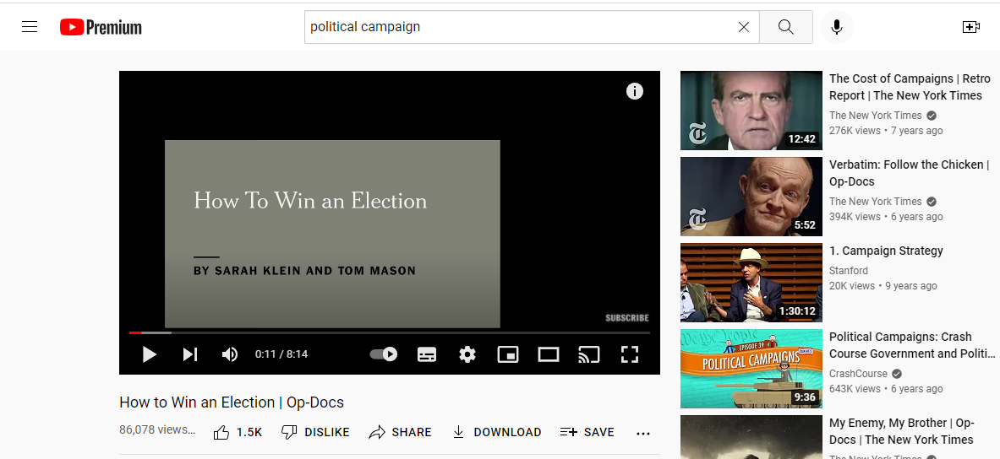 Premium
political campaign
How To Win an Election
BY SARAH KLEIN AND TOM MASON
SUBSCRIBE
0:11 / 8:14
How to Win an Election | Op-Docs
86,078 views...
1.5K
DISLIKE
SHARE
DOWNLOAD
SAVE
12:42
The Cost of Campaigns | Retro
Report | The New York Times
The New York Times
276K views • 7 years ago
5:52
Verbatim: Follow the Chicken |
Op-Docs
The New York Times
394K views • 6 years ago
1:30:12
1. Campaign Strategy
Stanford
20K views • 9 years ago
EPISODE 39
POLITICAL CAMPAIGNS
9:36
Political Campaigns: Crash
Course Government and Politi...
CrashCourse
643K views • 6 years ago
My Enemy, My Brother | Op-
Docs | The New York Times
The New York Times